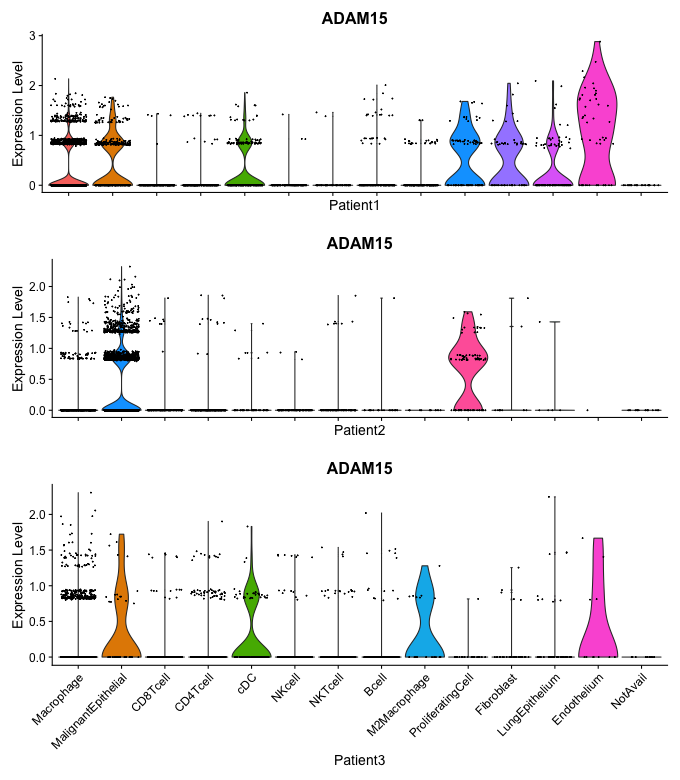 ADAM15
Expression Level
3
2
1
0
Patient1
ADAM15
Expression Level
2.0
1.5
1.0
0.5
0.0
Patient2
ADAM15
Expression Level
2.0
1.5
1.0
0.5
0.0
Macrophage
MalignantEpithelial
CD8Tcell
CD4Tcell
cDC
NKcell
NKTcell
Bcell
M2Macrophage
ProliferatingCell
Fibroblast
LungEpithelium
Endothelium
NotAvail
Patient3